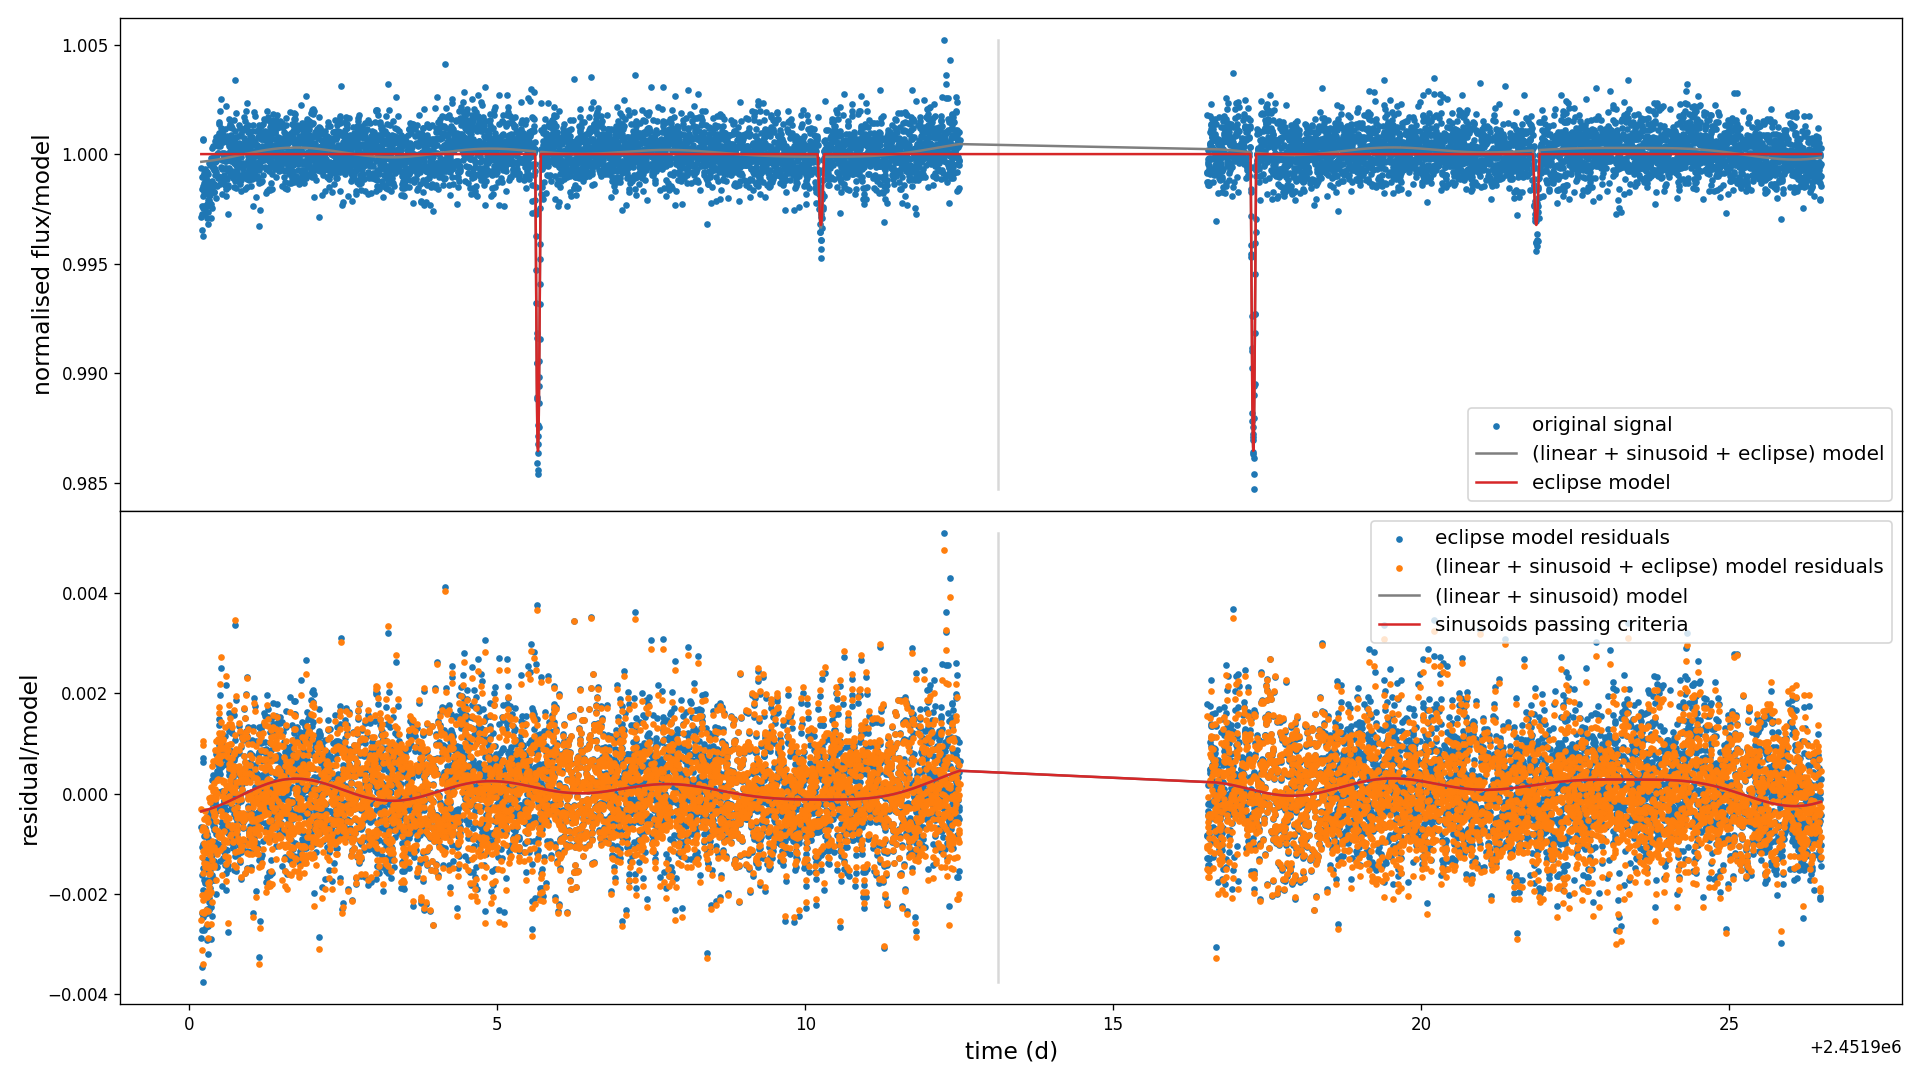 normalised flux/model
1.005
1.000
0.995
0.990
0.985
original signal
(linear + sinusoid + eclipse) model
eclipse model
residual/model
0.004
0.002
0.000
−0.002
−0.004
eclipse model residuals
(linear + sinusoid + eclipse) model residuals
(linear + sinusoid) model
sinusoids passing criteria
0 5 10 15 20 25
time (d)
+2.4519e6